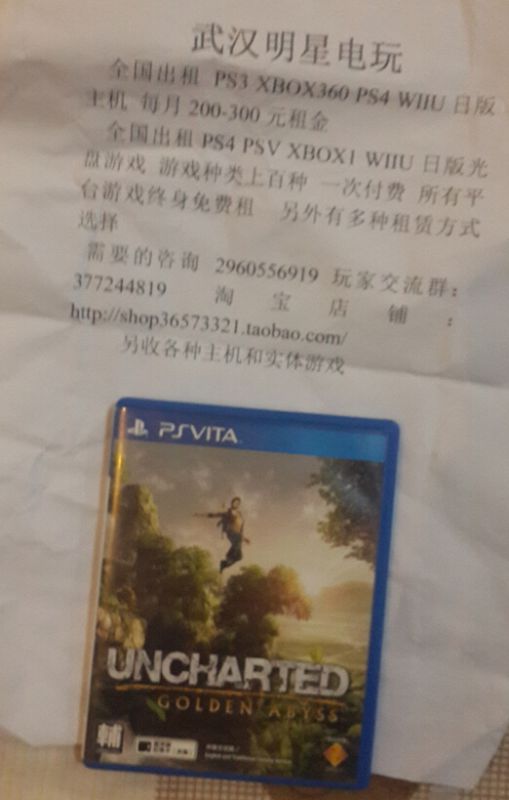 武汉明星电玩
全国出租 PS3 XBOX360 PS4 WIIU 日版
主机 每月 200-300 元租金
全国出租 PS4 PSV XBOX1 WIIU 日版光
盘游戏 游戏种类上百种 一次付费 所有平
台游戏终身免费租 另外有多种租赁方式
选择
需要的咨询 2960556919 玩家交流群：
377244819 淘宝店铺：
http://shop36573321.taobao.com/
另收各种主机和实体游戏
PSVITA
UNCHARTED
GOLDEN ABYSS
輔